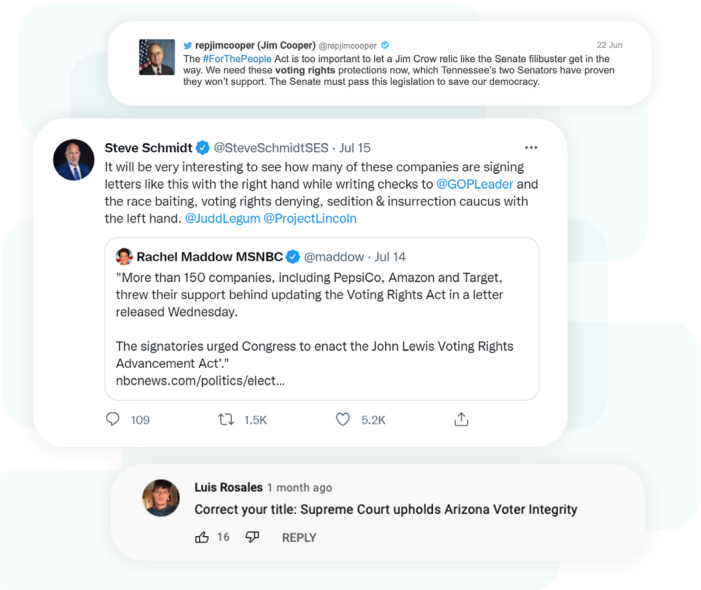 repjimcooper (Jim Cooper) @repjimcooper 22 Jun
The #ForThePeople Act is too important to let a Jim Crow relic like the Senate filibuster get in the
way. We need these voting rights protections now, which Tennessee's two Senators have proven
they won't support. The Senate must pass this legislation to save our democracy.
Steve Schmidt @SteveSchmidtSES · Jul 15
It will be very interesting to see how many of these companies are signing
letters like this with the right hand while writing checks to @GOPLeader and
the race baiting, voting rights denying, sedition & insurrection caucus with
the left hand. @JuddLegum @ProjectLincoln
Rachel Maddow MSNBC @maddow · Jul 14
"More than 150 companies, including PepsiCo, Amazon and Target,
threw their support behind updating the Voting Rights Act in a letter
released Wednesday.
The signatories urged Congress to enact the John Lewis Voting Rights
Advancement Act'."
nbcnews.com/politics/elect...
109 1.5K 5.2K
Luis Rosales 1 month ago
Correct your title: Supreme Court upholds Arizona Voter Integrity
16 REPLY